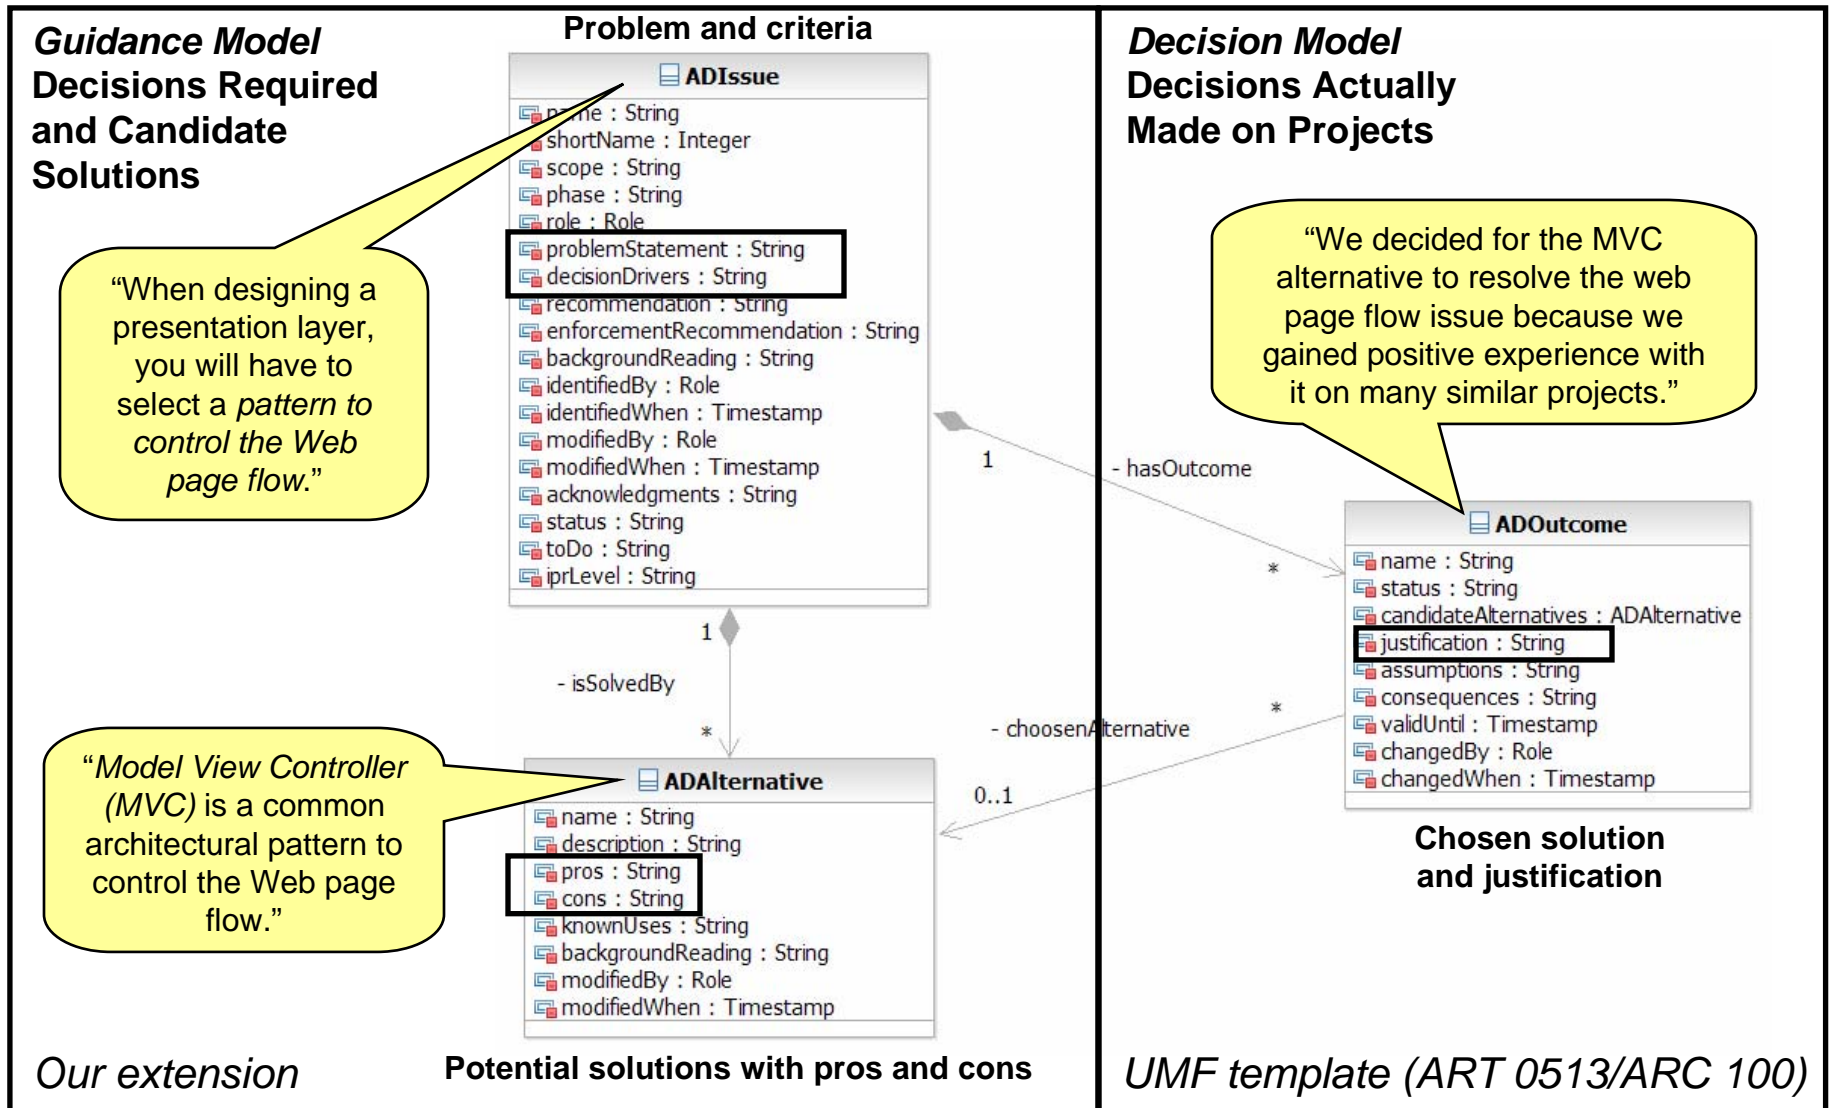 Guidance Model
Decisions Required
and Candidate
Solutions
Problem and criteria
ADIssue
name : String
shortName : Integer
scope : String
phase : String
role : Role
problemStatement : String
decisionDrivers : String
recommendation : String
enforcementRecommendation : String
backgroundReading : String
identifiedBy : Role
identifiedWhen : Timestamp
modifiedBy : Role
modifiedWhen : Timestamp
acknowledgments : String
status : String
toDo : String
iprLevel : String
“When designing a
presentation layer,
you will have to
select a pattern to
control the Web
page flow.”
1
- isSolvedBy
*
1
- hasOutcome
*
“Model View Controller
(MVC) is a common
architectural pattern to
control the Web page
flow.”
ADAlternative
name : String
description : String
pros : String
cons : String
knownUses : String
backgroundReading : String
modifiedBy : Role
modifiedWhen : Timestamp
- choosenAlternative
*
0..1
Our extension
Potential solutions with pros and cons
Decision Model
Decisions Actually
Made on Projects
“We decided for the MVC
alternative to resolve the web
page flow issue because we
gained positive experience with
it on many similar projects.”
ADOutcome
name : String
status : String
candidateAlternatives : ADAlternative
justification : String
assumptions : String
consequences : String
validUntil : Timestamp
changedBy : Role
changedWhen : Timestamp
Chosen solution
and justification
UMF template (ART 0513/ARC 100)